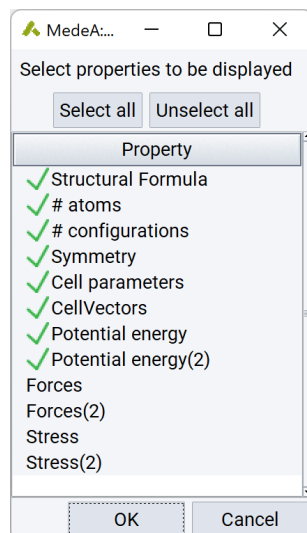 MedeA:...
Select properties to be displayed
Select all Unselect all
Property
Structural Formula
# atoms
# configurations
Symmetry
Cell parameters
CellVectors
Potential energy
Potential energy(2)
Forces
Forces(2)
Stress
Stress(2)
OK Cancel